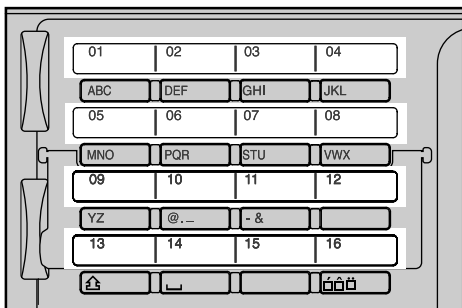 01 02 03 04
ABC DEF GHI JKL
05 06 07 08
MNO PQR STU VWX
09 10 11 12
YZ @._ -&
13 14 15 16
óôö